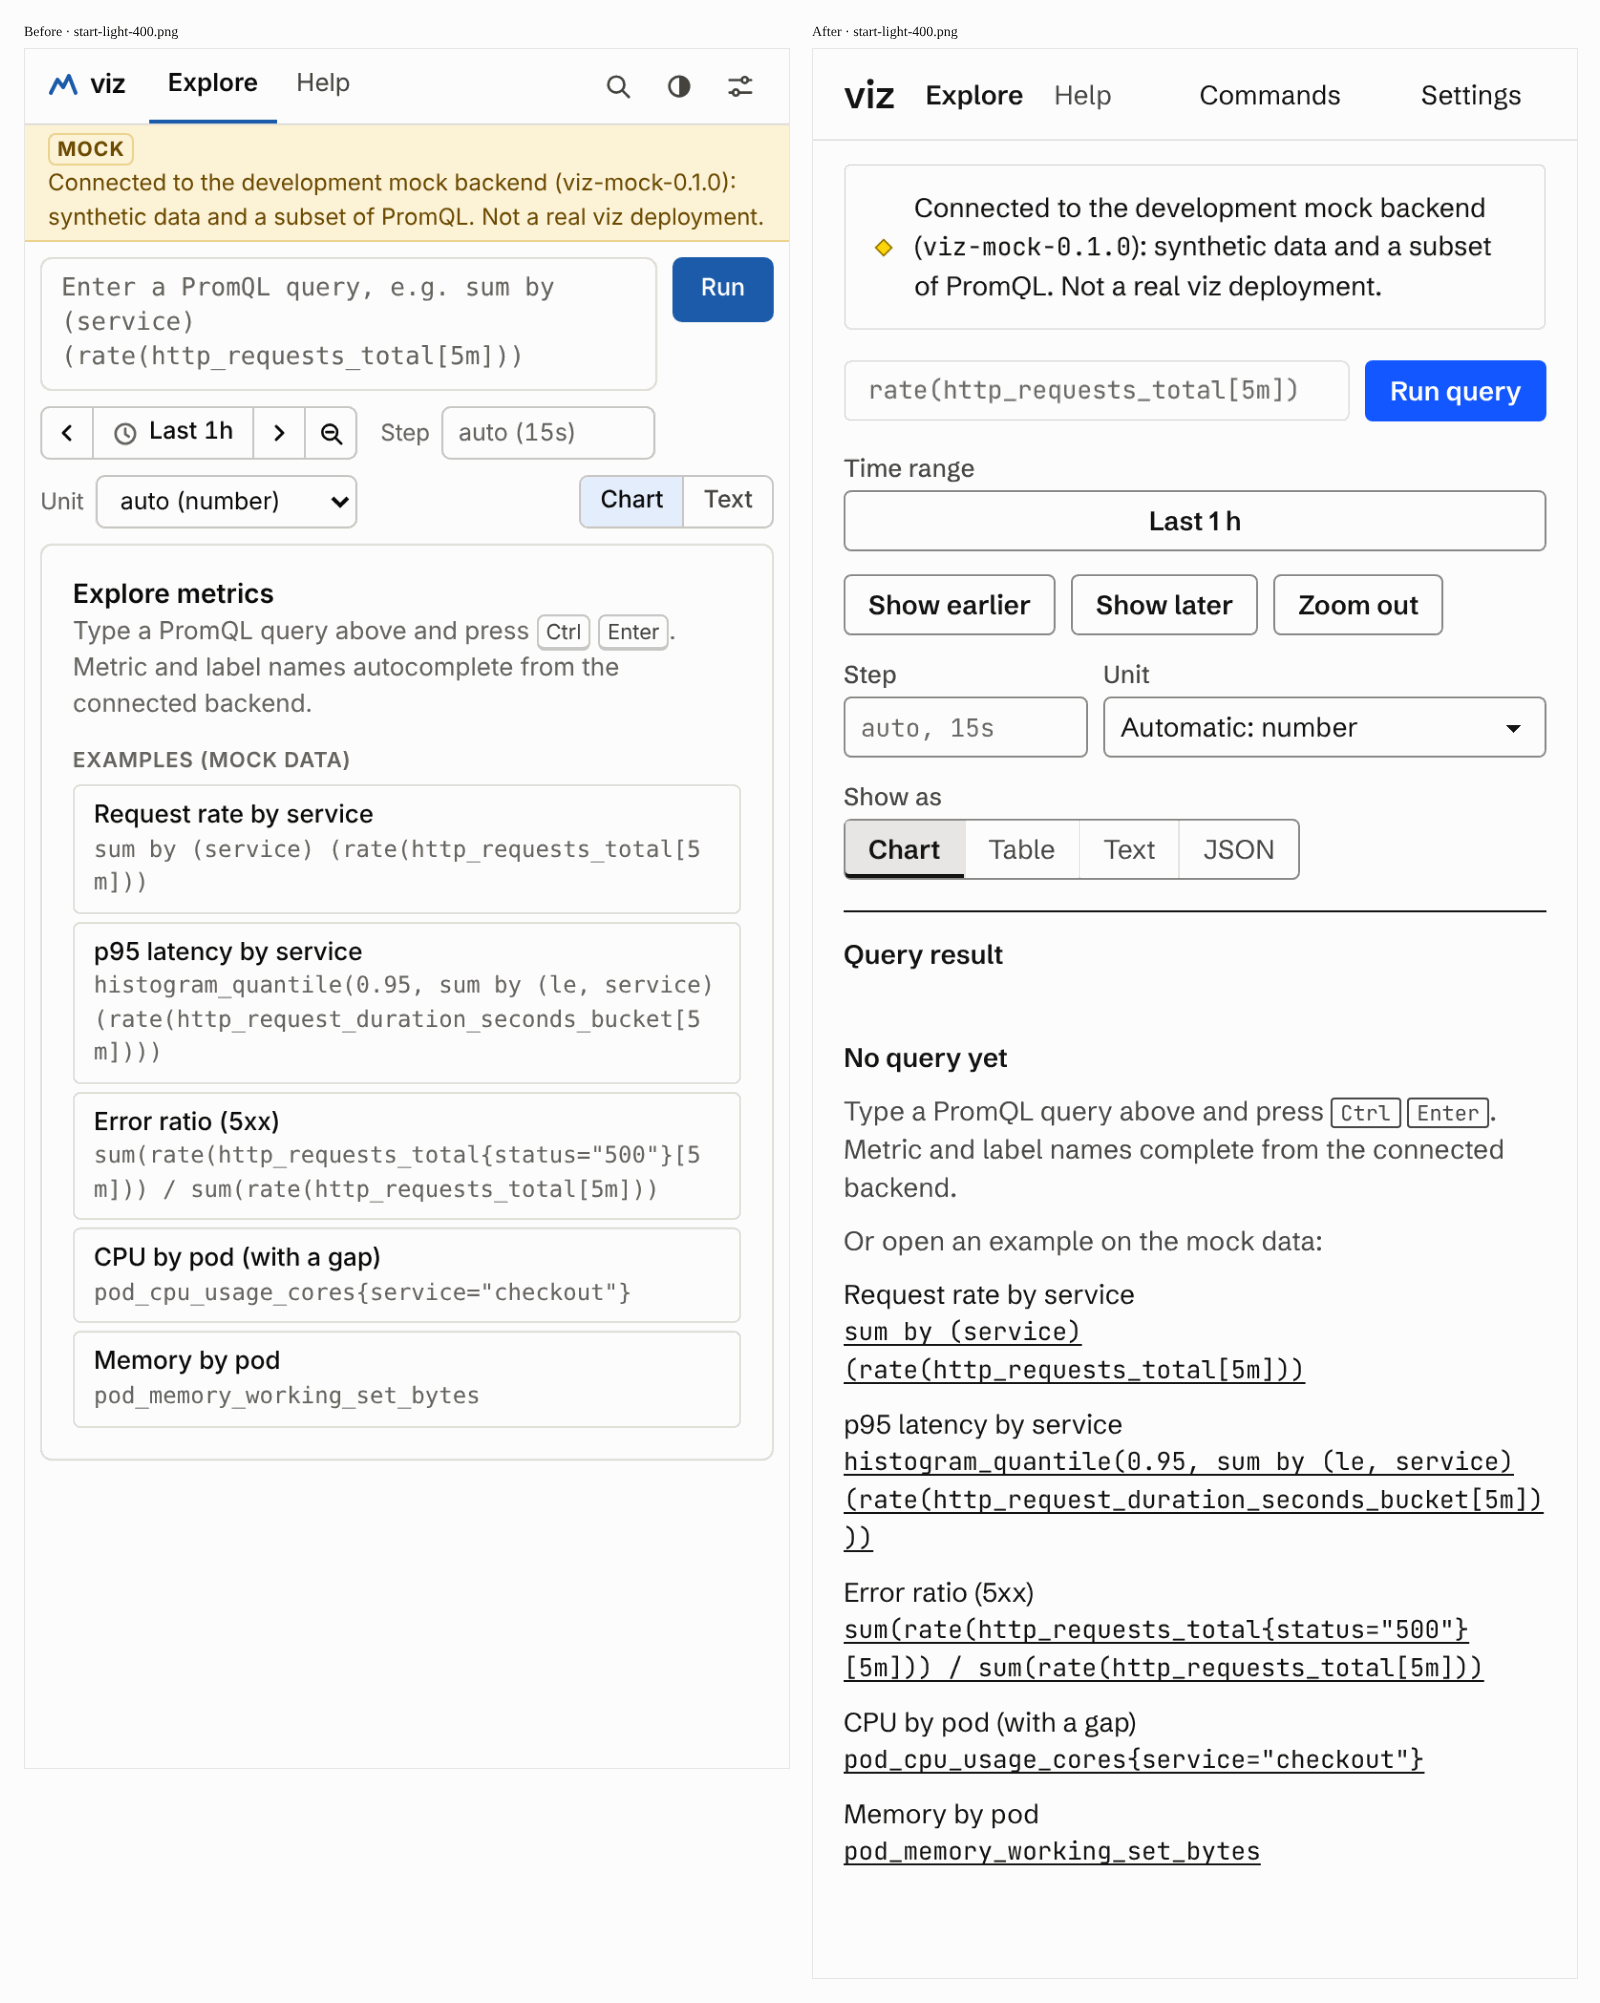 Before · start-light-400.png
viz
Explore
Help
MOCK
Connected to the development mock backend (viz-mock-0.1.0):
synthetic data and a subset of PromQL. Not a real viz deployment.
Enter a PromQL query, e.g. sum by
(service)
(rate(http_requests_total[5m]))
Run
Last 1h
Step
auto (15s)
Unit
auto (number)
Chart
Text
Explore metrics
Type a PromQL query above and press Ctrl Enter.
Metric and label names autocomplete from the
connected backend.
EXAMPLES (MOCK DATA)
Request rate by service
sum by (service) (rate(http_requests_total[5
m]))
p95 latency by service
histogram_quantile(0.95, sum by (le, service)
(rate(http_request_duration_seconds_bucket[5
m])))
Error ratio (5xx)
sum(rate(http_requests_total{status="500"}[5
m])) / sum(rate(http_requests_total[5m]))
CPU by pod (with a gap)
pod_cpu_usage_cores{service="checkout"}
Memory by pod
pod_memory_working_set_bytes
After · start-light-400.png
viz
Explore
Help
Commands
Settings
Connected to the development mock backend
(viz-mock-0.1.0): synthetic data and a subset
of PromQL. Not a real viz deployment.
rate(http_requests_total[5m])
Run query
Time range
Last 1 h
Show earlier
Show later
Zoom out
Step
Unit
auto, 15s
Automatic: number
Show as
Chart
Table
Text
JSON
Query result
No query yet
Type a PromQL query above and press Ctrl Enter.
Metric and label names complete from the connected
backend.
Or open an example on the mock data:
Request rate by service
sum by (service)
(rate(http_requests_total[5m]))
p95 latency by service
histogram_quantile(0.95, sum by (le, service)
(rate(http_request_duration_seconds_bucket[5m])
))
Error ratio (5xx)
sum(rate(http_requests_total{status="500"}
[5m])) / sum(rate(http_requests_total[5m]))
CPU by pod (with a gap)
pod_cpu_usage_cores{service="checkout"}
Memory by pod
pod_memory_working_set_bytes